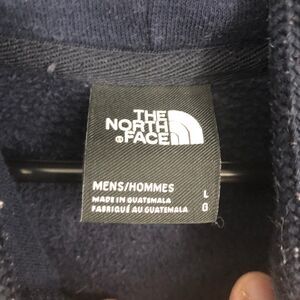 THE
NORTH
FACE
MENS/HOMMES L
MADE IN GUATEMALA G
FABRIQUÉ AU GUATEMALA